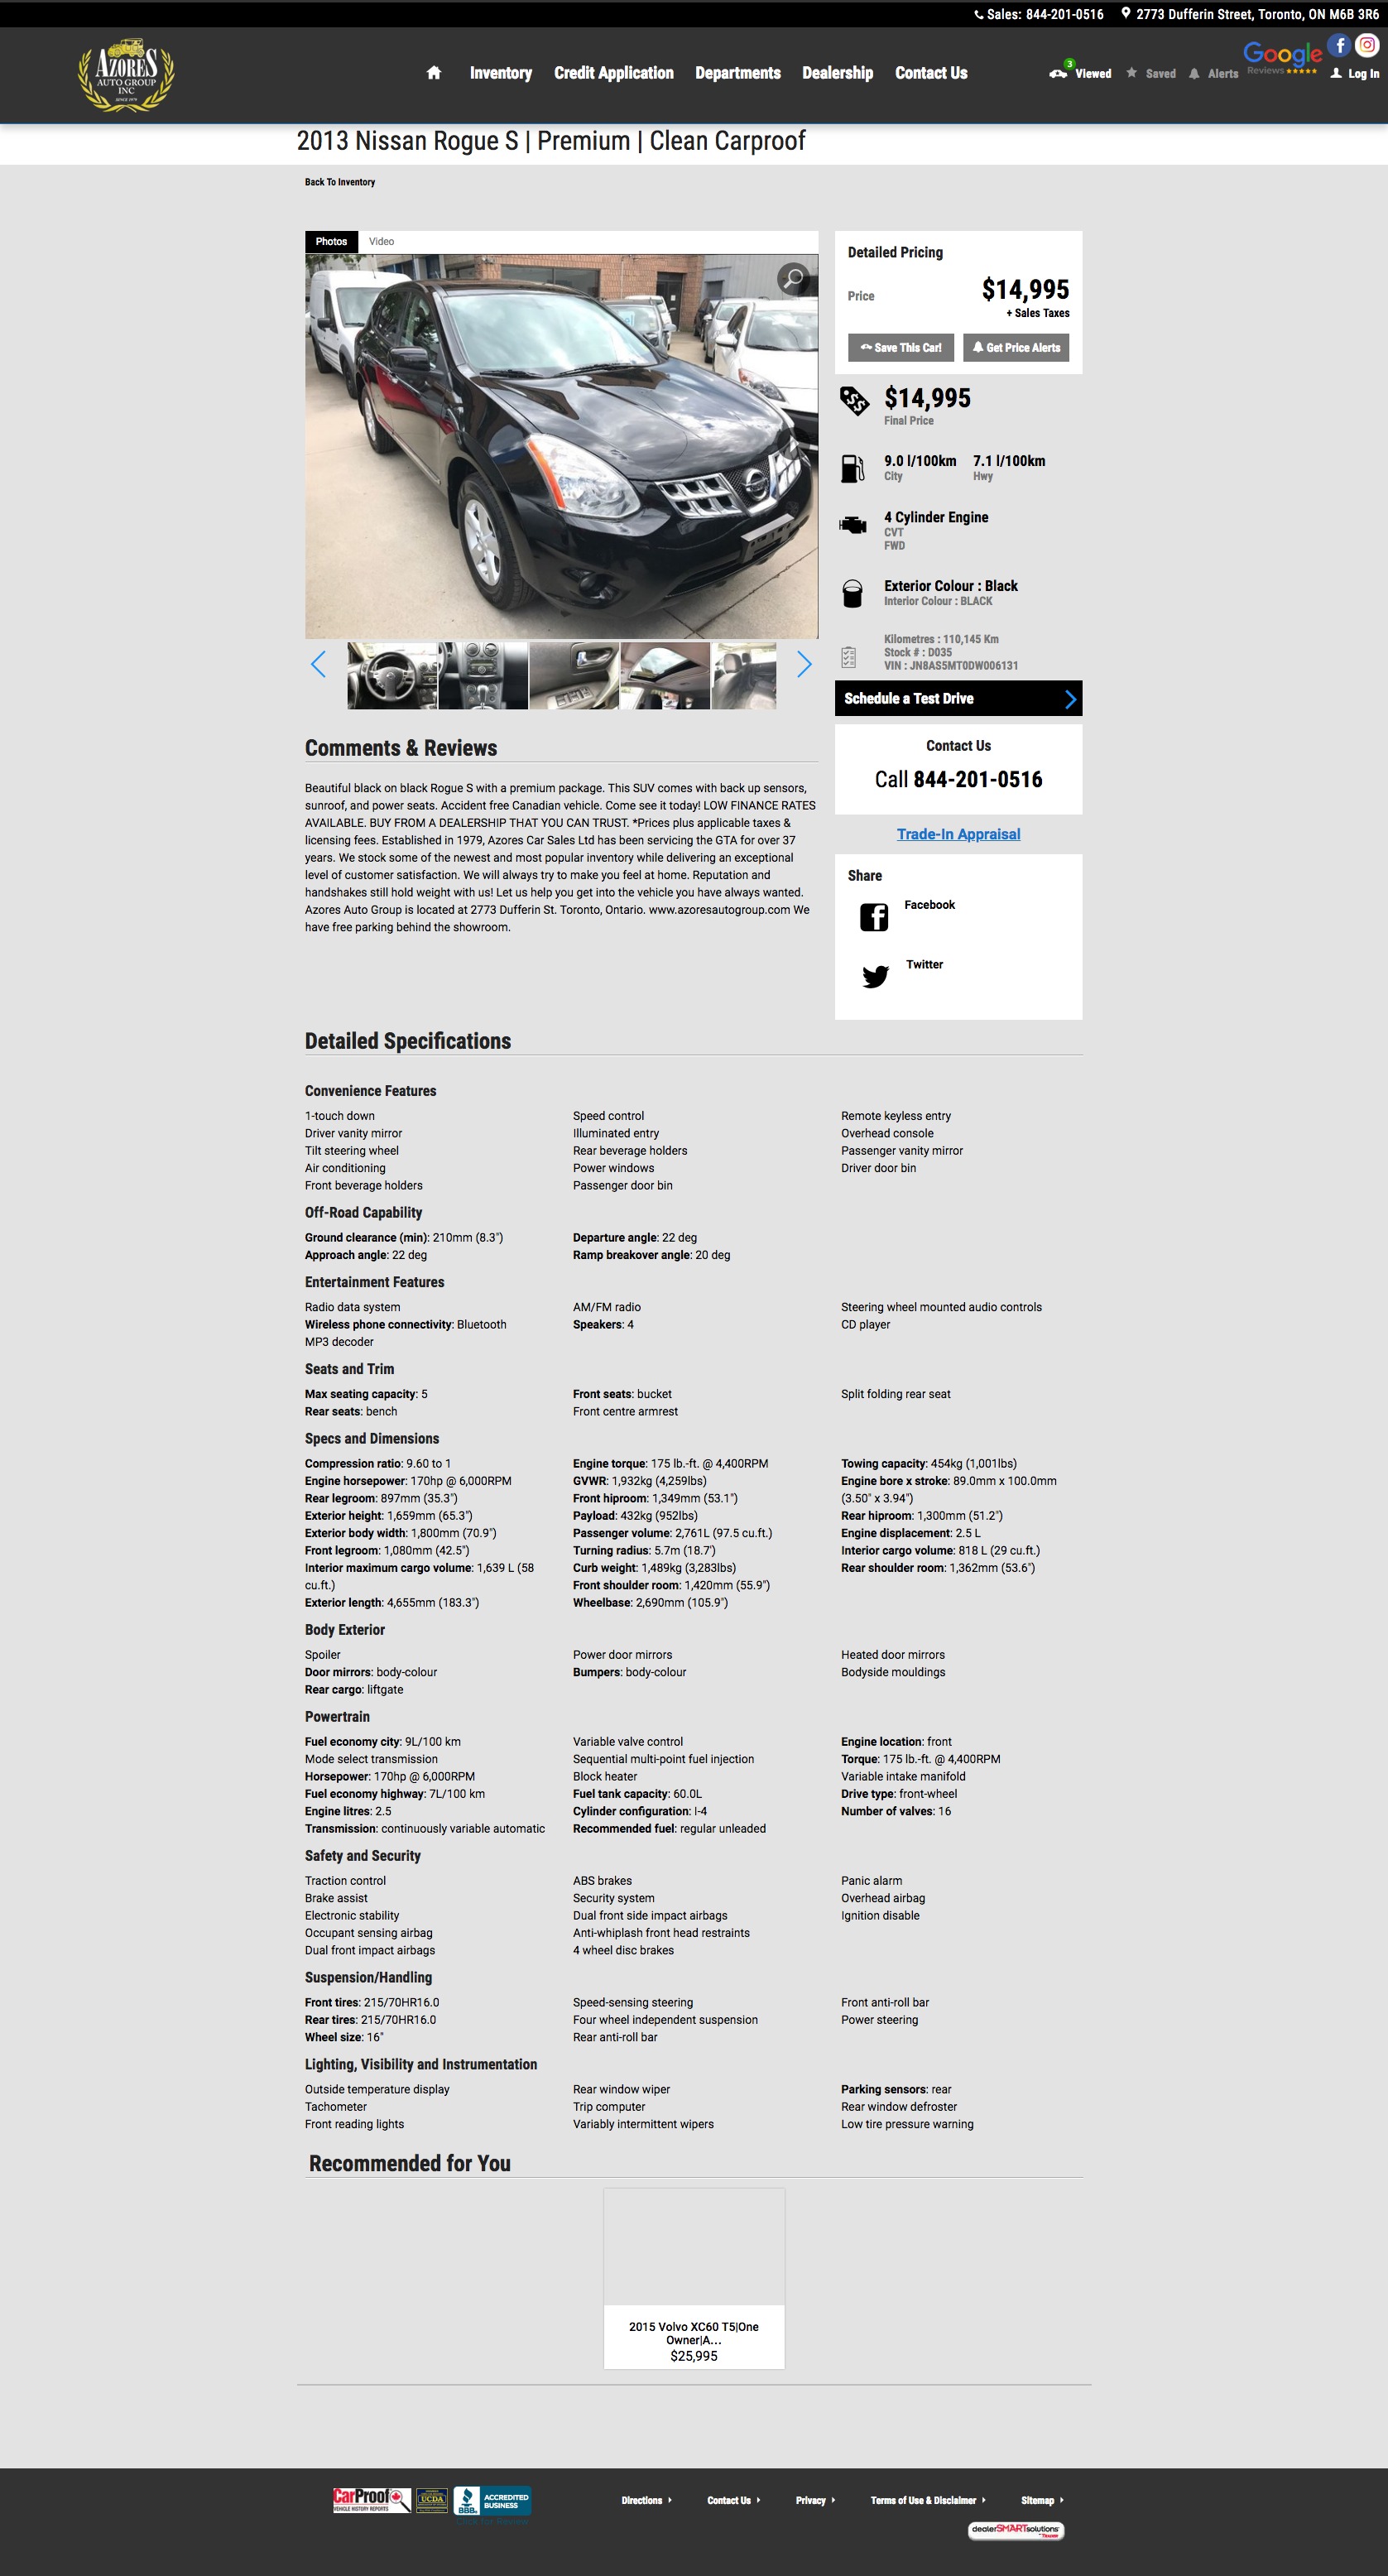 Sales: 844-201-0516 2773 Dufferin Street, Toronto, ON M6B 3R6
AZORES
AUTO GROUP
INC
SINCE 1979
Inventory Credit Application Departments Dealership Contact Us
3 Viewed Saved Alerts
Google
Reviews
Log In
2013 Nissan Rogue S | Premium | Clean Carproof
Back To Inventory
Photos Video
Detailed Pricing
Price $14,995
+ Sales Taxes
Save This Car! Get Price Alerts
$14,995
Final Price
9.0 l/100km 7.1 l/100km
City Hwy
4 Cylinder Engine
CVT
FWD
Exterior Colour : Black
Interior Colour : BLACK
Kilometres : 110,145 Km
Stock # : D035
VIN : JN8AS5MT0DW006131
Schedule a Test Drive
Contact Us
Call 844-201-0516
Trade-In Appraisal
Share
Facebook
Twitter
Comments & Reviews
Beautiful black on black Rogue S with a premium package. This SUV comes with back up sensors,
sunroof, and power seats. Accident free Canadian vehicle. Come see it today! LOW FINANCE RATES
AVAILABLE. BUY FROM A DEALERSHIP THAT YOU CAN TRUST. *Prices plus applicable taxes &
licensing fees. Established in 1979, Azores Car Sales Ltd has been servicing the GTA for over 37
years. We stock some of the newest and most popular inventory while delivering an exceptional
level of customer satisfaction. We will always try to make you feel at home. Reputation and
handshakes still hold weight with us! Let us help you get into the vehicle you have always wanted.
Azores Auto Group is located at 2773 Dufferin St. Toronto, Ontario. www.azoresautogroup.com We
have free parking behind the showroom.
Detailed Specifications
Convenience Features
1-touch down Speed control Remote keyless entry
Driver vanity mirror Illuminated entry Overhead console
Tilt steering wheel Rear beverage holders Passenger vanity mirror
Air conditioning Power windows Driver door bin
Front beverage holders Passenger door bin
Off-Road Capability
Ground clearance (min): 210mm (8.3") Departure angle: 22 deg
Approach angle: 22 deg Ramp breakover angle: 20 deg
Entertainment Features
Radio data system AM/FM radio Steering wheel mounted audio controls
Wireless phone connectivity: Bluetooth Speakers: 4 CD player
MP3 decoder
Seats and Trim
Max seating capacity: 5 Front seats: bucket Split folding rear seat
Rear seats: bench Front centre armrest
Specs and Dimensions
Compression ratio: 9.60 to 1 Engine torque: 175 lb.-ft. @ 4,400RPM Towing capacity: 454kg (1,001lbs)
Engine horsepower: 170hp @ 6,000RPM GVWR: 1,932kg (4,259lbs) Engine bore x stroke: 89.0mm x 100.0mm
Rear legroom: 897mm (35.3") Front hiproom: 1,349mm (53.1") (3.50" x 3.94")
Exterior height: 1,659mm (65.3") Payload: 432kg (952lbs) Rear hiproom: 1,300mm (51.2")
Exterior body width: 1,800mm (70.9") Passenger volume: 2,761L (97.5 cu.ft.) Engine displacement: 2.5 L
Front legroom: 1,080mm (42.5") Turning radius: 5.7m (18.7') Interior cargo volume: 818 L (29 cu.ft.)
Interior maximum cargo volume: 1,639 L (58 Curb weight: 1,489kg (3,283lbs) Rear shoulder room: 1,362mm (53.6")
cu.ft.) Front shoulder room: 1,420mm (55.9")
Exterior length: 4,655mm (183.3") Wheelbase: 2,690mm (105.9")
Body Exterior
Spoiler Power door mirrors Heated door mirrors
Door mirrors: body-colour Bumpers: body-colour Bodyside mouldings
Rear cargo: liftgate
Powertrain
Fuel economy city: 9L/100 km Variable valve control Engine location: front
Mode select transmission Sequential multi-point fuel injection Torque: 175 lb.-ft. @ 4,400RPM
Horsepower: 170hp @ 6,000RPM Block heater Variable intake manifold
Fuel economy highway: 7L/100 km Fuel tank capacity: 60.0L Drive type: front-wheel
Engine litres: 2.5 Cylinder configuration: I-4 Number of valves: 16
Transmission: continuously variable automatic Recommended fuel: regular unleaded
Safety and Security
Traction control ABS brakes Panic alarm
Brake assist Security system Overhead airbag
Electronic stability Dual front side impact airbags Ignition disable
Occupant sensing airbag Anti-whiplash front head restraints
Dual front impact airbags 4 wheel disc brakes
Suspension/Handling
Front tires: 215/70HR16.0 Speed-sensing steering Front anti-roll bar
Rear tires: 215/70HR16.0 Four wheel independent suspension Power steering
Wheel size: 16" Rear anti-roll bar
Lighting, Visibility and Instrumentation
Outside temperature display Rear window wiper Parking sensors: rear
Tachometer Trip computer Rear window defroster
Front reading lights Variably intermittent wipers Low tire pressure warning
Recommended for You
2015 Volvo XC60 T5|One
Owner|A...
$25,995
CarProof
VEHICLE HISTORY REPORTS
UCDA
BBB.
ACCREDITED
BUSINESS
Click for Review
Directions Contact Us Privacy Terms of Use & Disclaimer Sitemap
dealerSMARTsolutions